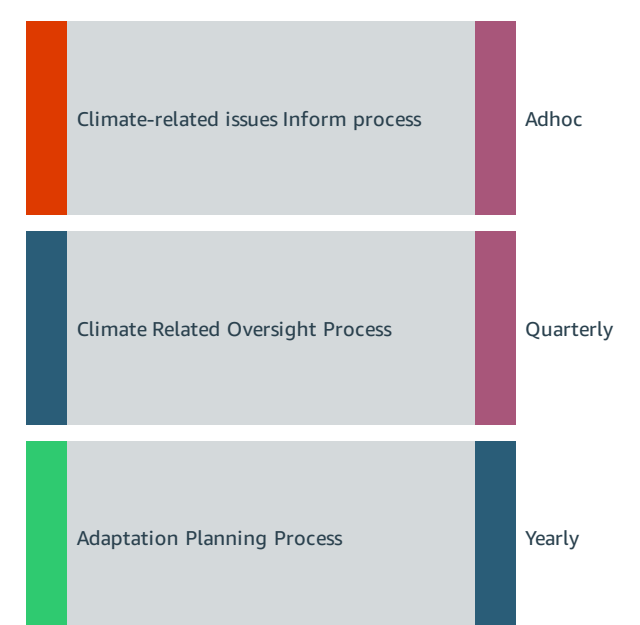 Climate-related issues Inform process Adhoc
Climate Related Oversight Process Quarterly
Adaptation Planning Process Yearly